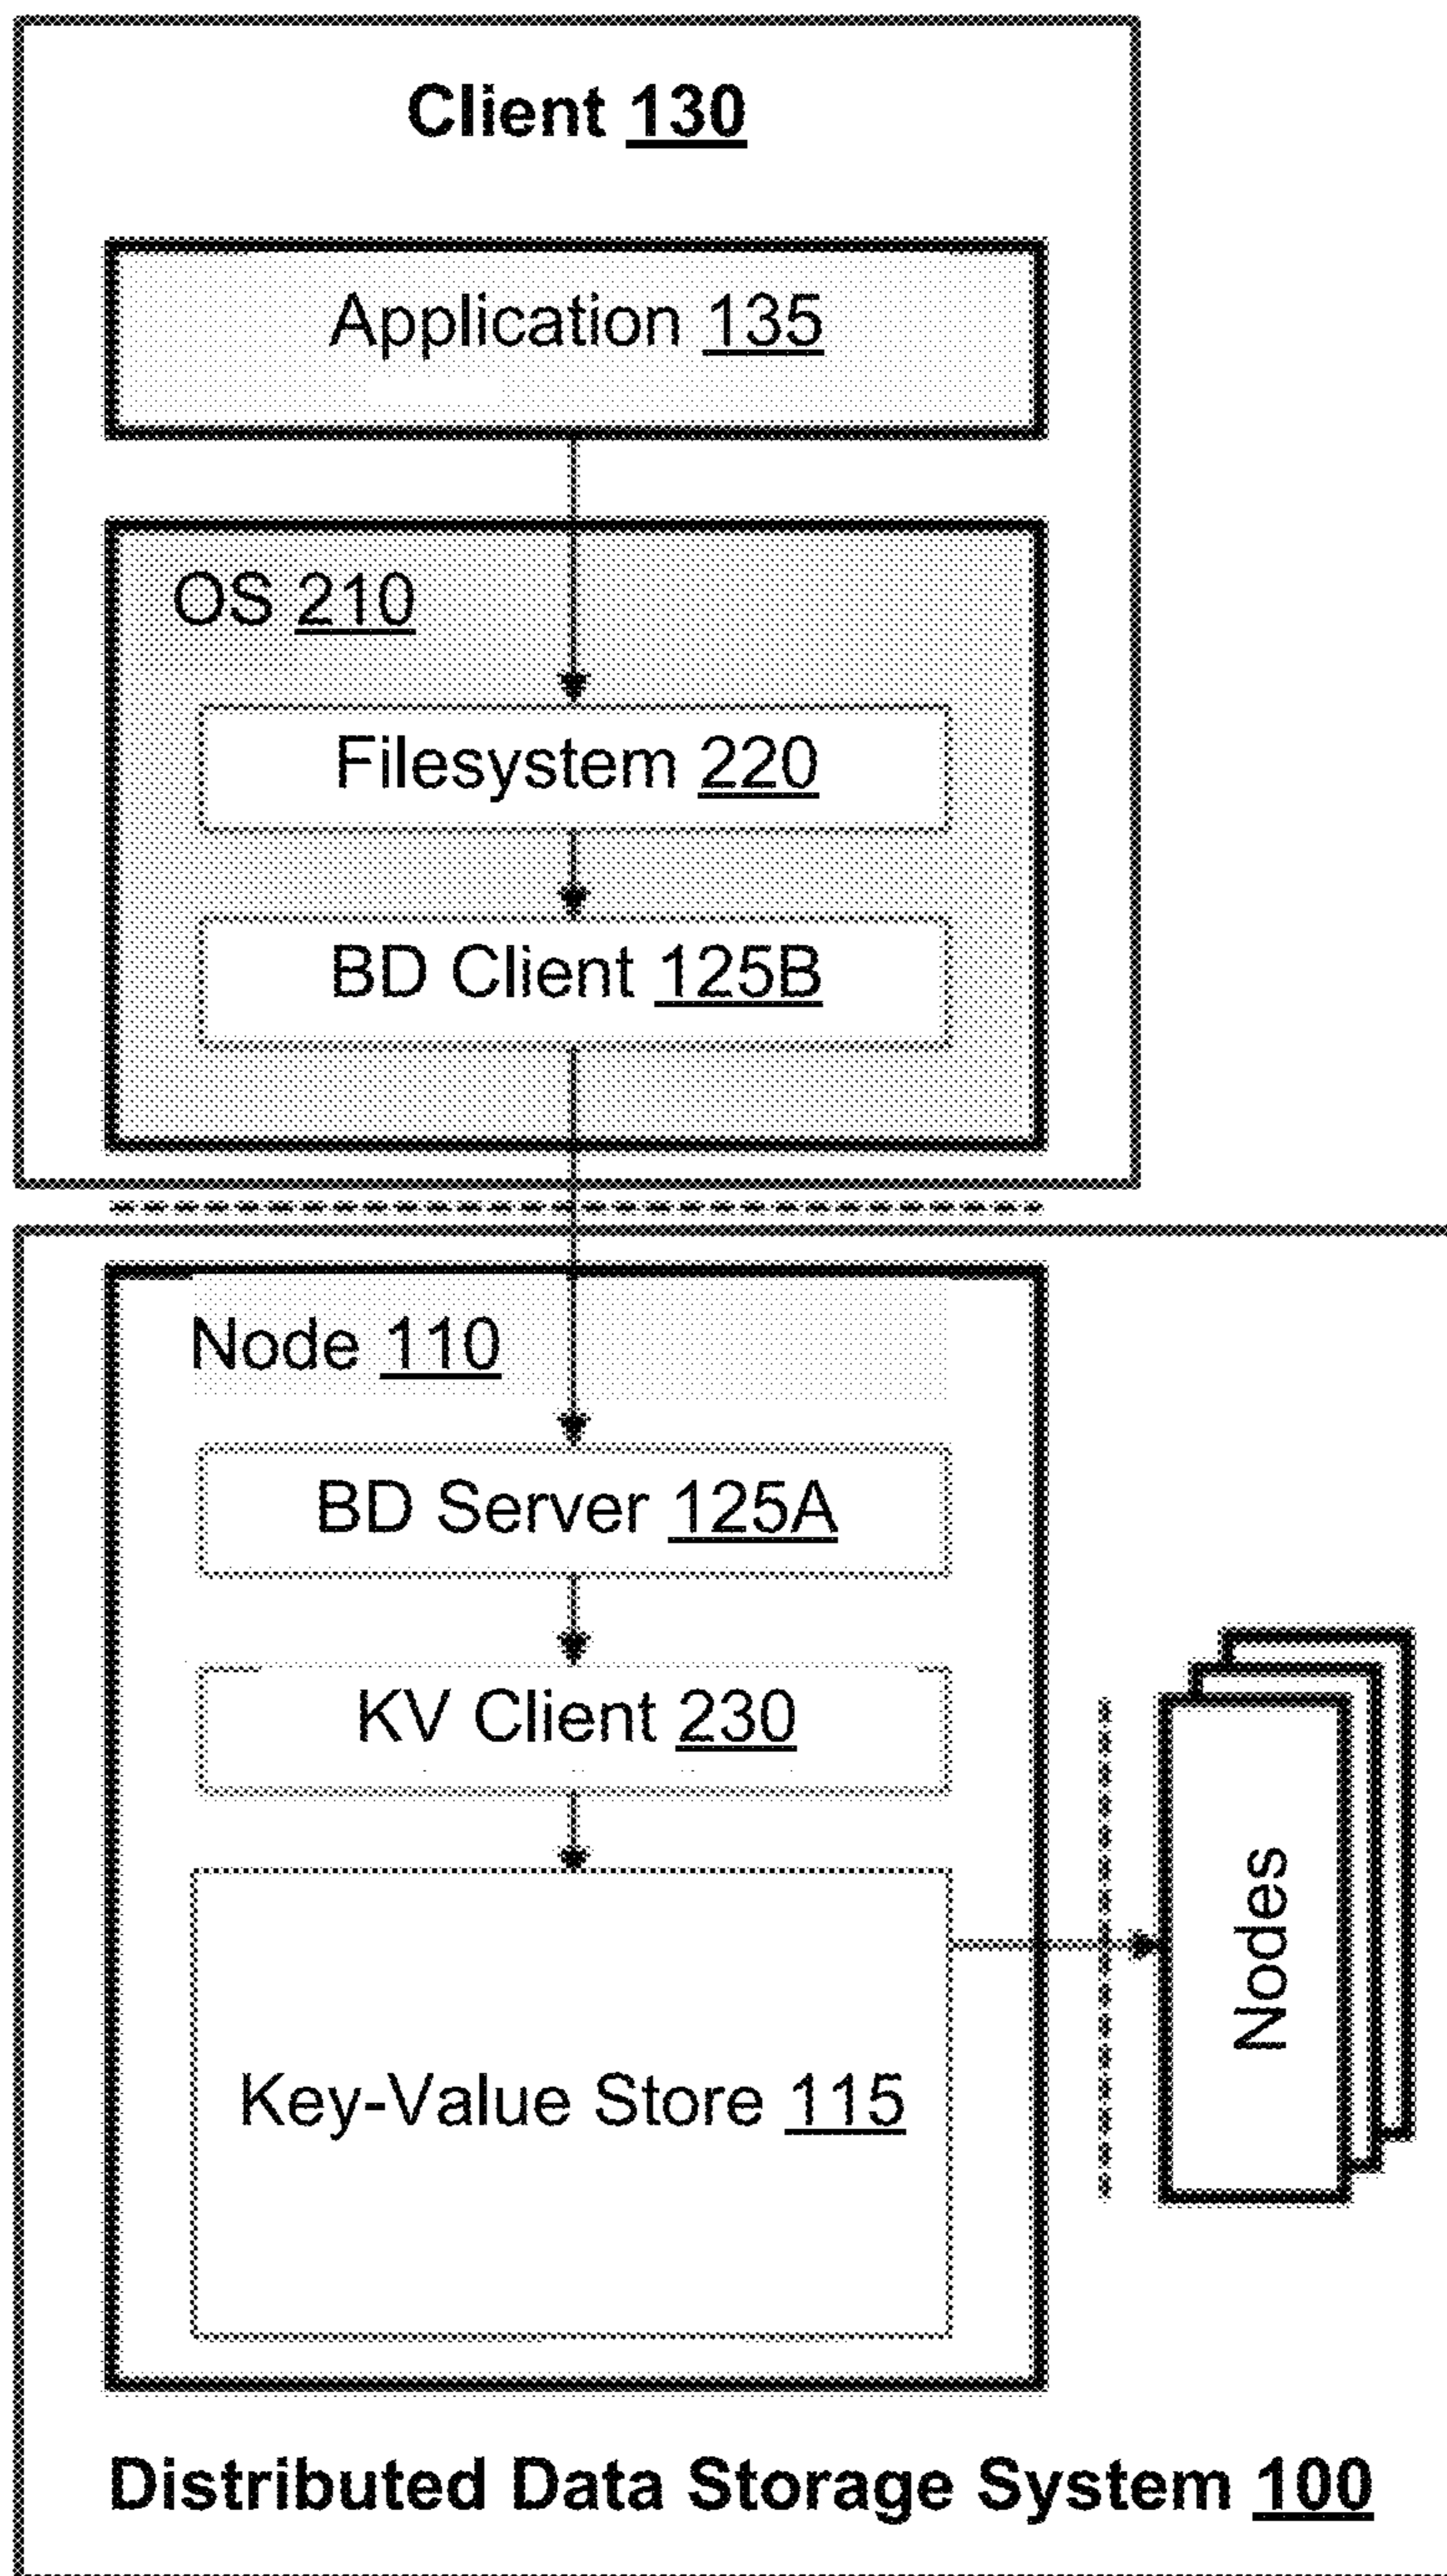 Client 130
Application 135
OS 210
Filesystem 220
BD Client 125B
Node 110
BD Server 125A
KV Client 230
Key-Value Store 115
Nodes
Distributed Data Storage System 100